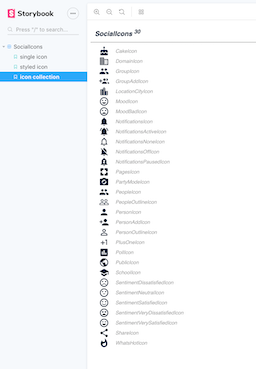 Storybook
Press "/" to search...
SocialIcons
single icon
styled icon
icon collection
SocialIcons 30
CakeIcon
DomainIcon
GroupIcon
GroupAddIcon
LocationCityIcon
MoodIcon
MoodBadIcon
NotificationsIcon
NotificationsActiveIcon
NotificationsNoneIcon
NotificationsOffIcon
NotificationsPausedIcon
PagesIcon
PartyModeIcon
PeopleIcon
PeopleOutlineIcon
PersonIcon
PersonAddIcon
PersonOutlineIcon
+1 PlusOneIcon
PollIcon
PublicIcon
SchoolIcon
SentimentDissatisfiedIcon
SentimentNeutralIcon
SentimentSatisfiedIcon
SentimentVeryDissatisfiedIcon
SentimentVerySatisfiedIcon
ShareIcon
WhatsHotIcon